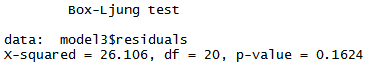 Box-Ljung test
data:  model3$residuals
X-squared = 26.106, df = 20, p-value = 0.1624